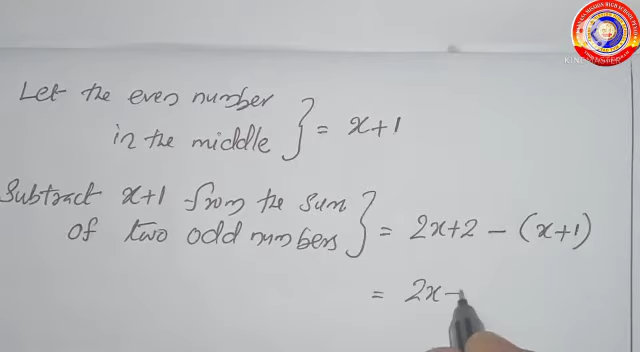 Let the even number
in the middle } = x+1
Subtract x+1 from the sum
of two odd numbers } = 2x+2 - (x+1)
= 2x-